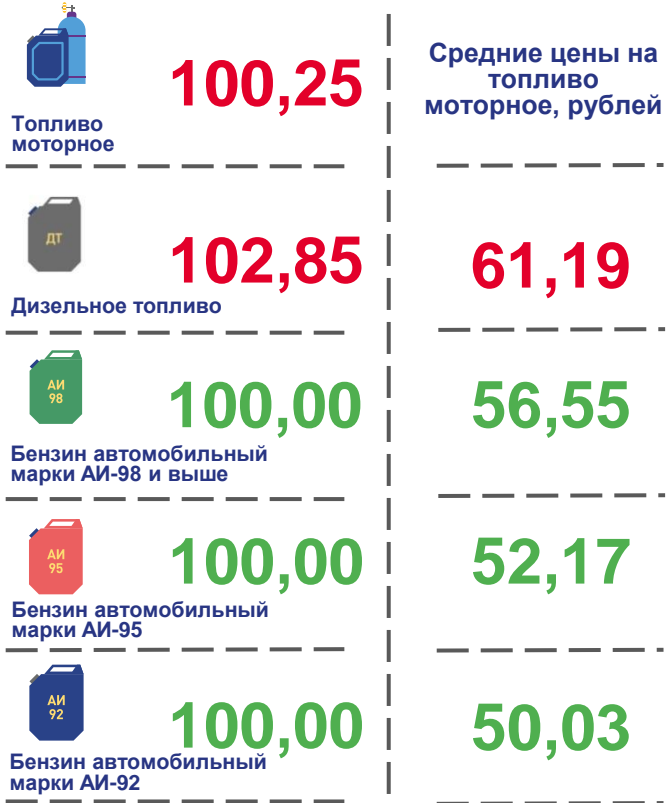 100,25
Топливо
моторное
Средние цены на
топливо
моторное, рублей
ДТ
102,85
61,19
Дизельное топливо
АИ
98
100,00
56,55
Бензин автомобильный
марки АИ-98 и выше
АИ
95
100,00
52,17
Бензин автомобильный
марки АИ-95
АИ
92
100,00
50,03
Бензин автомобильный
марки АИ-92